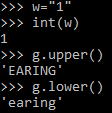 >>> w="1"
>>> int(w)
1
>>> g.upper()
'EARING'
>>> g.lower()
'earing'